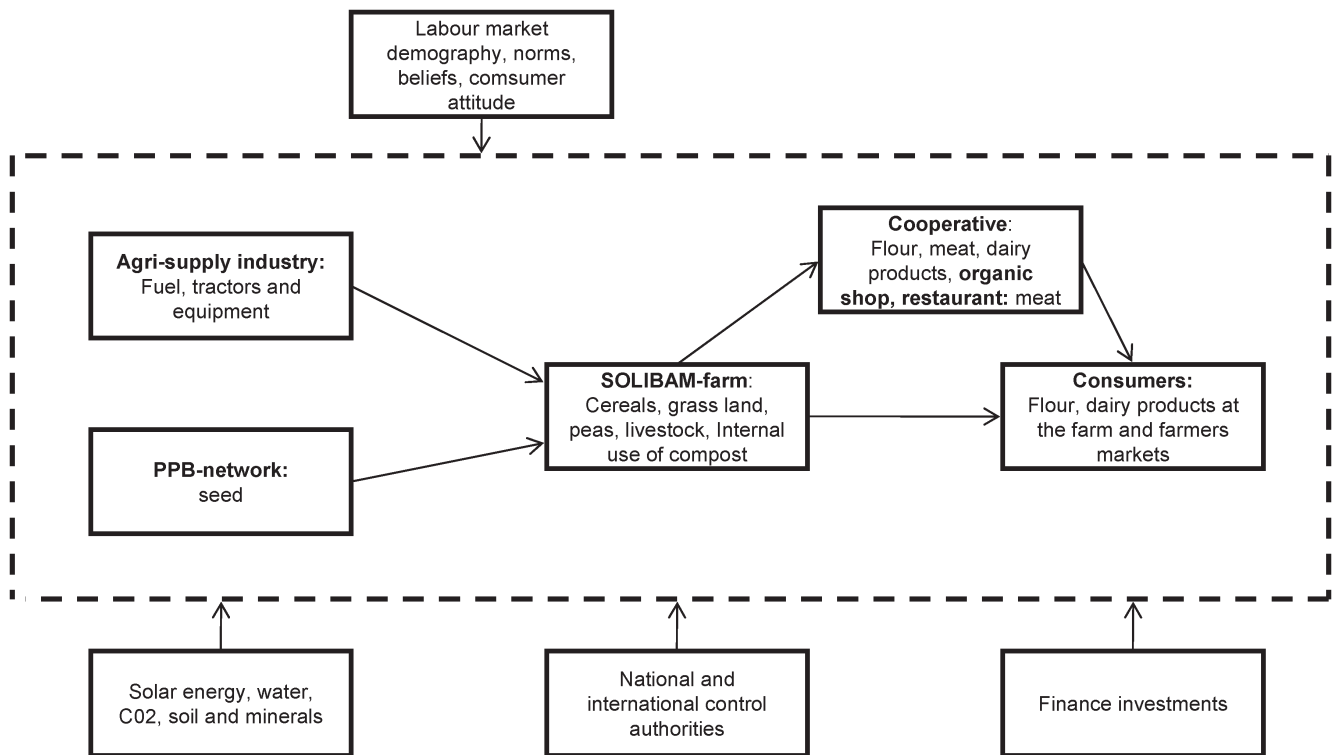 Labour market
demography, norms,
beliefs, comsumer
attitude
Agri-supply industry:
Fuel, tractors and
equipment
PPB-network:
seed
SOLIBAM-farm:
Cereals, grass land,
peas, livestock, Internal
use of compost
Cooperative:
Flour, meat, dairy
products, organic
shop, restaurant: meat
Consumers:
Flour, dairy products at
the farm and farmers
markets
Solar energy, water,
C02, soil and minerals
National and
international control
authorities
Finance investments